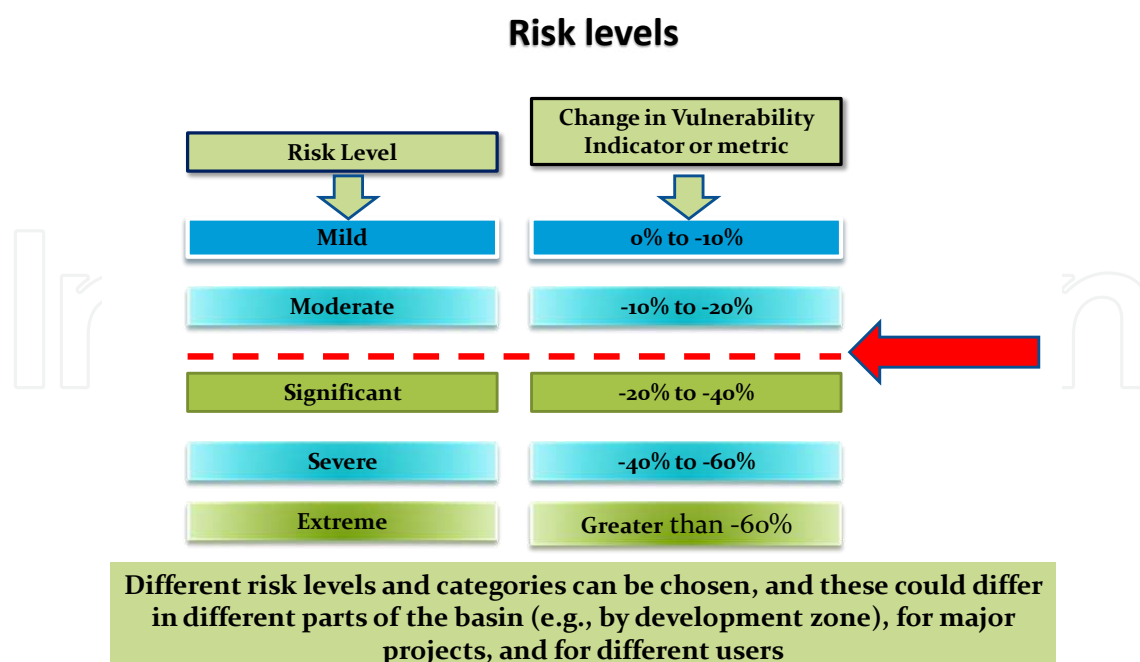 Risk levels
Risk Level
Change in Vulnerability
Indicator or metric
Mild
0% to -10%
Moderate
-10% to -20%
Significant
-20% to -40%
Severe
-40% to -60%
Extreme
Greater than -60%
Different risk levels and categories can be chosen, and these could differ
in different parts of the basin (e.g., by development zone), for major
projects, and for different users